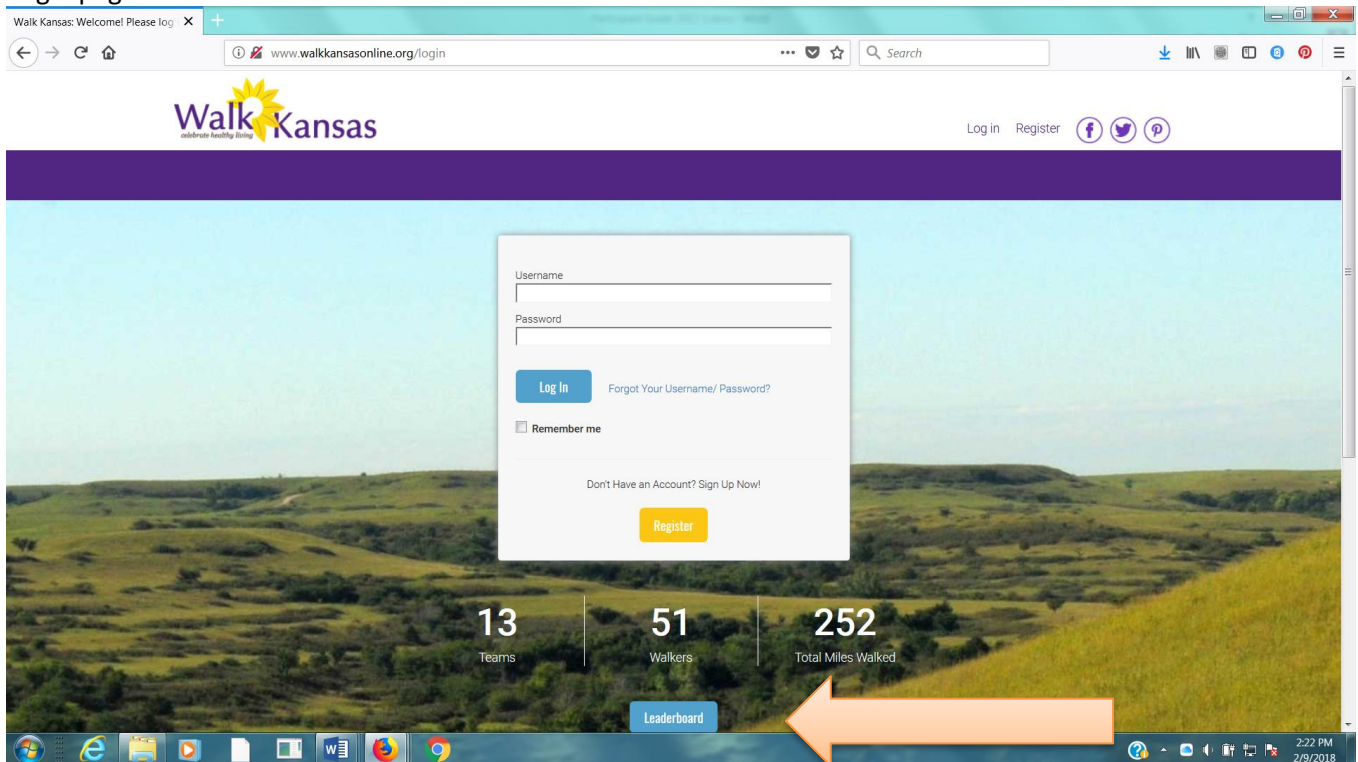 Walk Kansas: Welcome! Please log
www.walkkansasonline.org/login
Search
Walk Kansas
celebrate healthy living
Log in Register
Username
Password
Log In Forgot Your Username/ Password?
Remember me
Don't Have an Account? Sign Up Now!
Register
13 51 252
Teams Walkers Total Miles Walked
Leaderboard
2:22 PM
2/9/2018